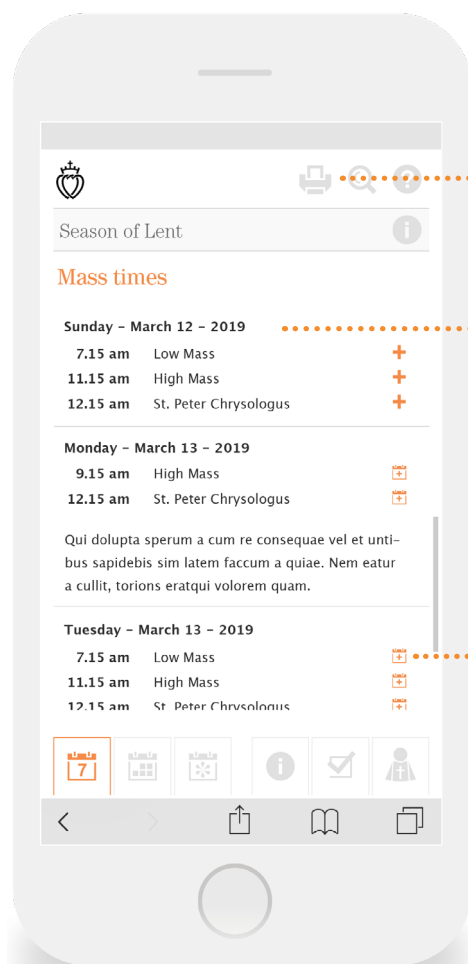 Season of Lent
Mass times
Sunday – March 12 – 2019
7.15 am Low Mass
11.15 am High Mass
12.15 am St. Peter Chrysologus
Monday – March 13 – 2019
9.15 am High Mass
12.15 am St. Peter Chrysologus
Qui dolupta sperum a cum re consequae vel et unti-
bus sapidebis sim latem faccum a quiae. Nem eatur
a cullit, torions eratqui volorem quam.
Tuesday – March 13 – 2019
7.15 am Low Mass
11.15 am High Mass
12.15 am St. Peter Chrysologus
7